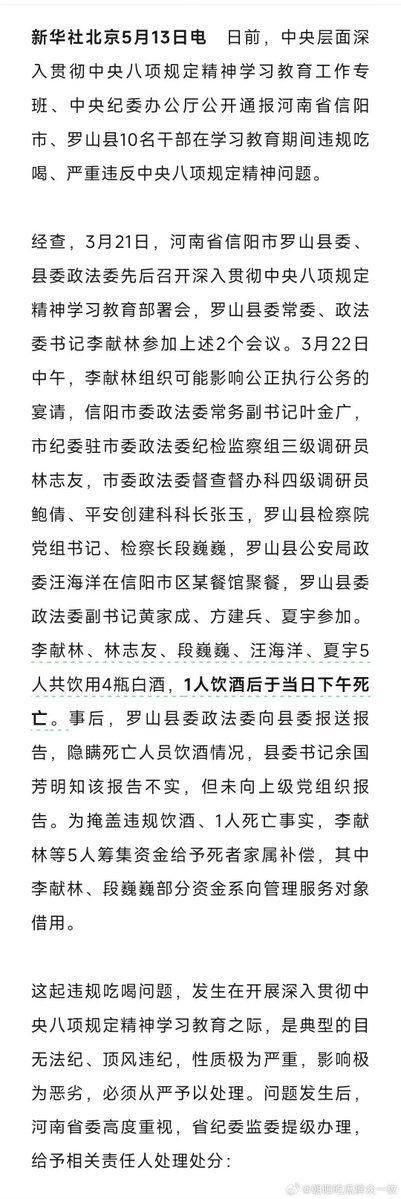 新华社北京5月13日电　日前，中央层面深
入贯彻中央八项规定精神学习教育工作专
班、中央纪委办公厅公开通报河南省信阳
市、罗山县10名干部在学习教育期间违规吃
喝、严重违反中央八项规定精神问题。
经查，3月21日，河南省信阳市罗山县委、
县委政法委先后召开深入贯彻中央八项规定
精神学习教育部署会，罗山县委常委、政法
委书记李献林参加上述2个会议。3月22日
中午，李献林组织可能影响公正执行公务的
宴请，信阳市委政法委常务副书记叶金广，
市纪委驻市委政法委纪检监察组三级调研员
林志友，市委政法委督查督办科四级调研员
鲍倩、平安创建科科长张玉，罗山县检察院
党组书记、检察长段巍巍，罗山县公安局政
委汪海洋在信阳市区某餐馆聚餐，罗山县委
政法委副书记黄家成、方建兵、夏宇参加。
李献林、林志友、段巍巍、汪海洋、夏宇5
人共饮用4瓶白酒，1人饮酒后于当日下午死
亡。事后，罗山县委政法委向县委报送报
告，隐瞒死亡人员饮酒情况，县委书记余国
芳明知该报告不实，但未向上级党组织报
告。为掩盖违规饮酒、1人死亡事实，李献
林等5人筹集资金给予死者家属补偿，其中
李献林、段巍巍部分资金系向管理服务对象
借用。
这起违规吃喝问题，发生在开展深入贯彻中
央八项规定精神学习教育之际，是典型的目
无法纪、顶风违纪，性质极为严重，影响极
为恶劣，必须从严予以处理。问题发生后，
河南省委高度重视，省纪委监委提级办理，
给予相关责任人处理处分：